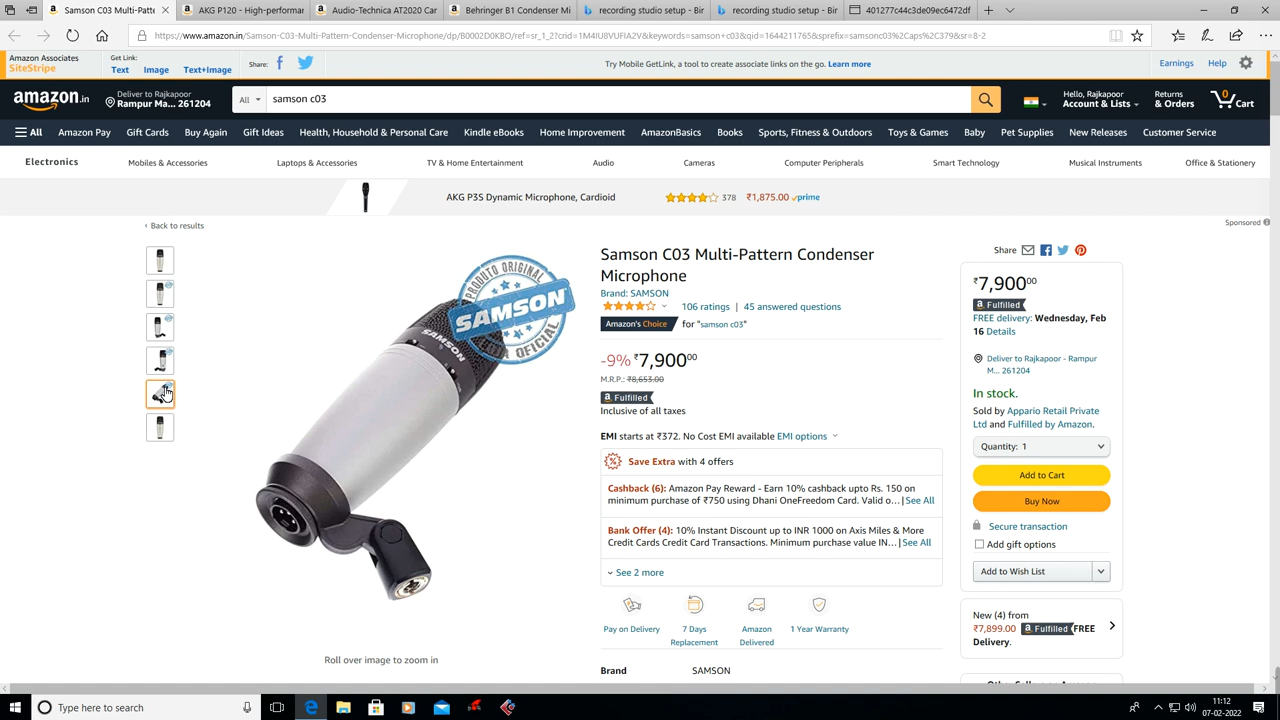 Samson C03 Multi-Patte
AKG P120 - High-performan
Audio-Technica AT2020 Car
Behringer B1 Condenser Mi
recording studio setup - Bir
recording studio setup - Bir
401277c44c3de09ec6472df
https://www.amazon.in/Samson-C03-Multi-Pattern-Condenser-Microphone/dp/B0002D0KBO/ref=sr_1_2?crid=1M4IU8VUFIA2V&keywords=samson+c03&qid=1644211765&sprefix=samsonc03%2Caps%2C379&sr=8-2
Amazon Associates
SiteStripe
Get Link:
Text Image Text+Image
Share:
Try Mobile GetLink, a tool to create associate links on the go. Learn more
Earnings Help
amazon.in
Deliver to Rajkapoor
Rampur Ma... 261204
All
samson c03
Hello, Rajkapoor
Account & Lists
Returns
& Orders
0
Cart
All Amazon Pay Gift Cards Buy Again Gift Ideas Health, Household & Personal Care Kindle eBooks Home Improvement AmazonBasics Books Sports, Fitness & Outdoors Toys & Games Baby Pet Supplies New Releases Customer Service
Electronics Mobiles & Accessories Laptops & Accessories TV & Home Entertainment Audio Cameras Computer Peripherals Smart Technology Musical Instruments Office & Stationery
AKG P3S Dynamic Microphone, Cardioid 378 ₹1,875.00 prime
Sponsored
‹ Back to results
PRODUTO ORIGINAL
SAMSON
SAMSON
Roll over image to zoom in
Samson C03 Multi-Pattern Condenser
Microphone
Brand: SAMSON
106 ratings | 45 answered questions
Amazon's Choice for "samson c03"
-9% ₹7,900⁰⁰
M.R.P.: ₹8,653.00
a Fulfilled
Inclusive of all taxes
EMI starts at ₹372. No Cost EMI available EMI options
Save Extra with 4 offers
Cashback (6): Amazon Pay Reward - Earn 10% cashback upto Rs. 150 on
minimum purchase of ₹750 using Dhani OneFreedom Card. Valid o... | See All
Bank Offer (4): 10% Instant Discount up to INR 1000 on Axis Miles & More
Credit Cards Credit Card Transactions. Minimum purchase value IN... | See All
See 2 more
Pay on Delivery
7 Days
Replacement
Amazon
Delivered
1 Year Warranty
Brand SAMSON
Share
₹7,900⁰⁰
a Fulfilled
FREE delivery: Wednesday, Feb
16 Details
Deliver to Rajkapoor - Rampur
M... 261204
In stock.
Sold by Appario Retail Private
Ltd and Fulfilled by Amazon.
Quantity: 1
Add to Cart
Buy Now
Secure transaction
Add gift options
Add to Wish List
New (4) from
₹7,899.00 a Fulfilled FREE
Delivery.
Type here to search
11:12
07-02-2022